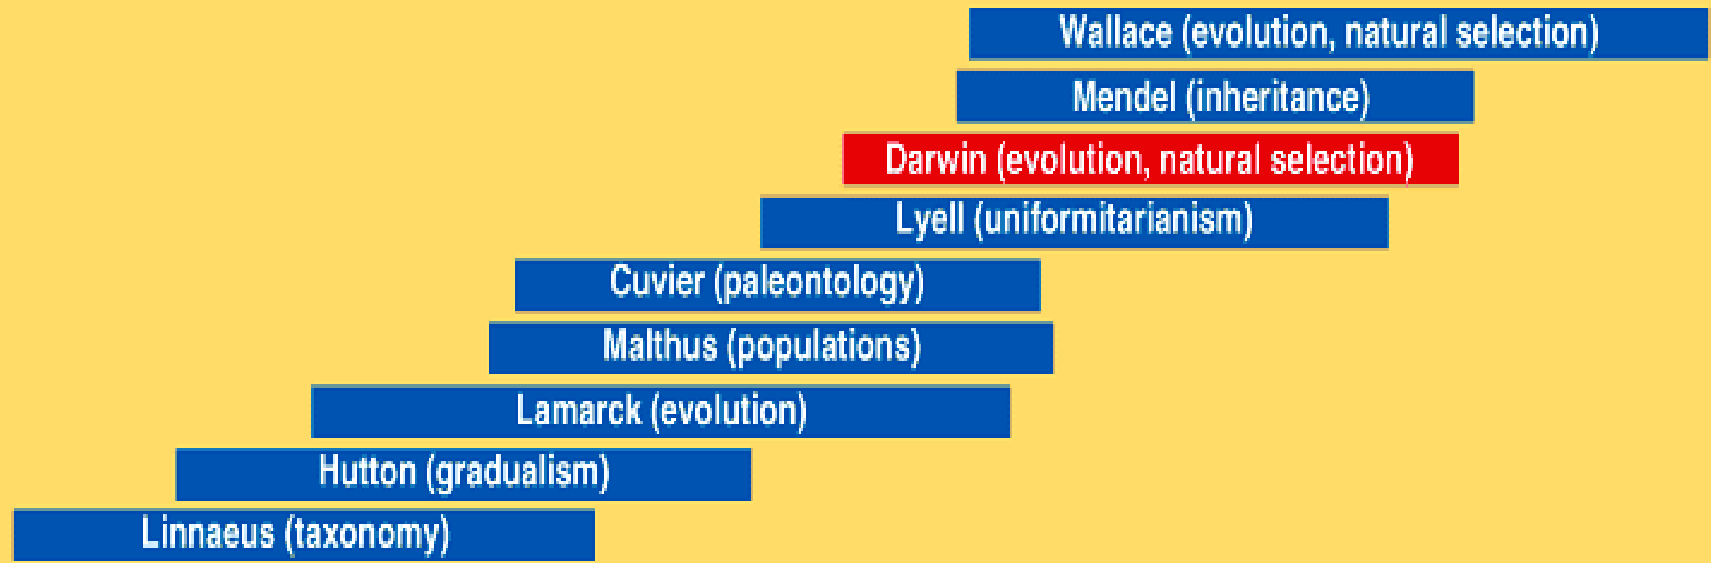 Wallace (evolution, natural selection)
Mendel (inheritance)
Darwin (evolution, natural selection)
Lyell (uniformitarianism)
Cuvier (paleontology)
Malthus (populations)
Lamarck (evolution)
Hutton (gradualism)
Linnaeus (taxonomy)